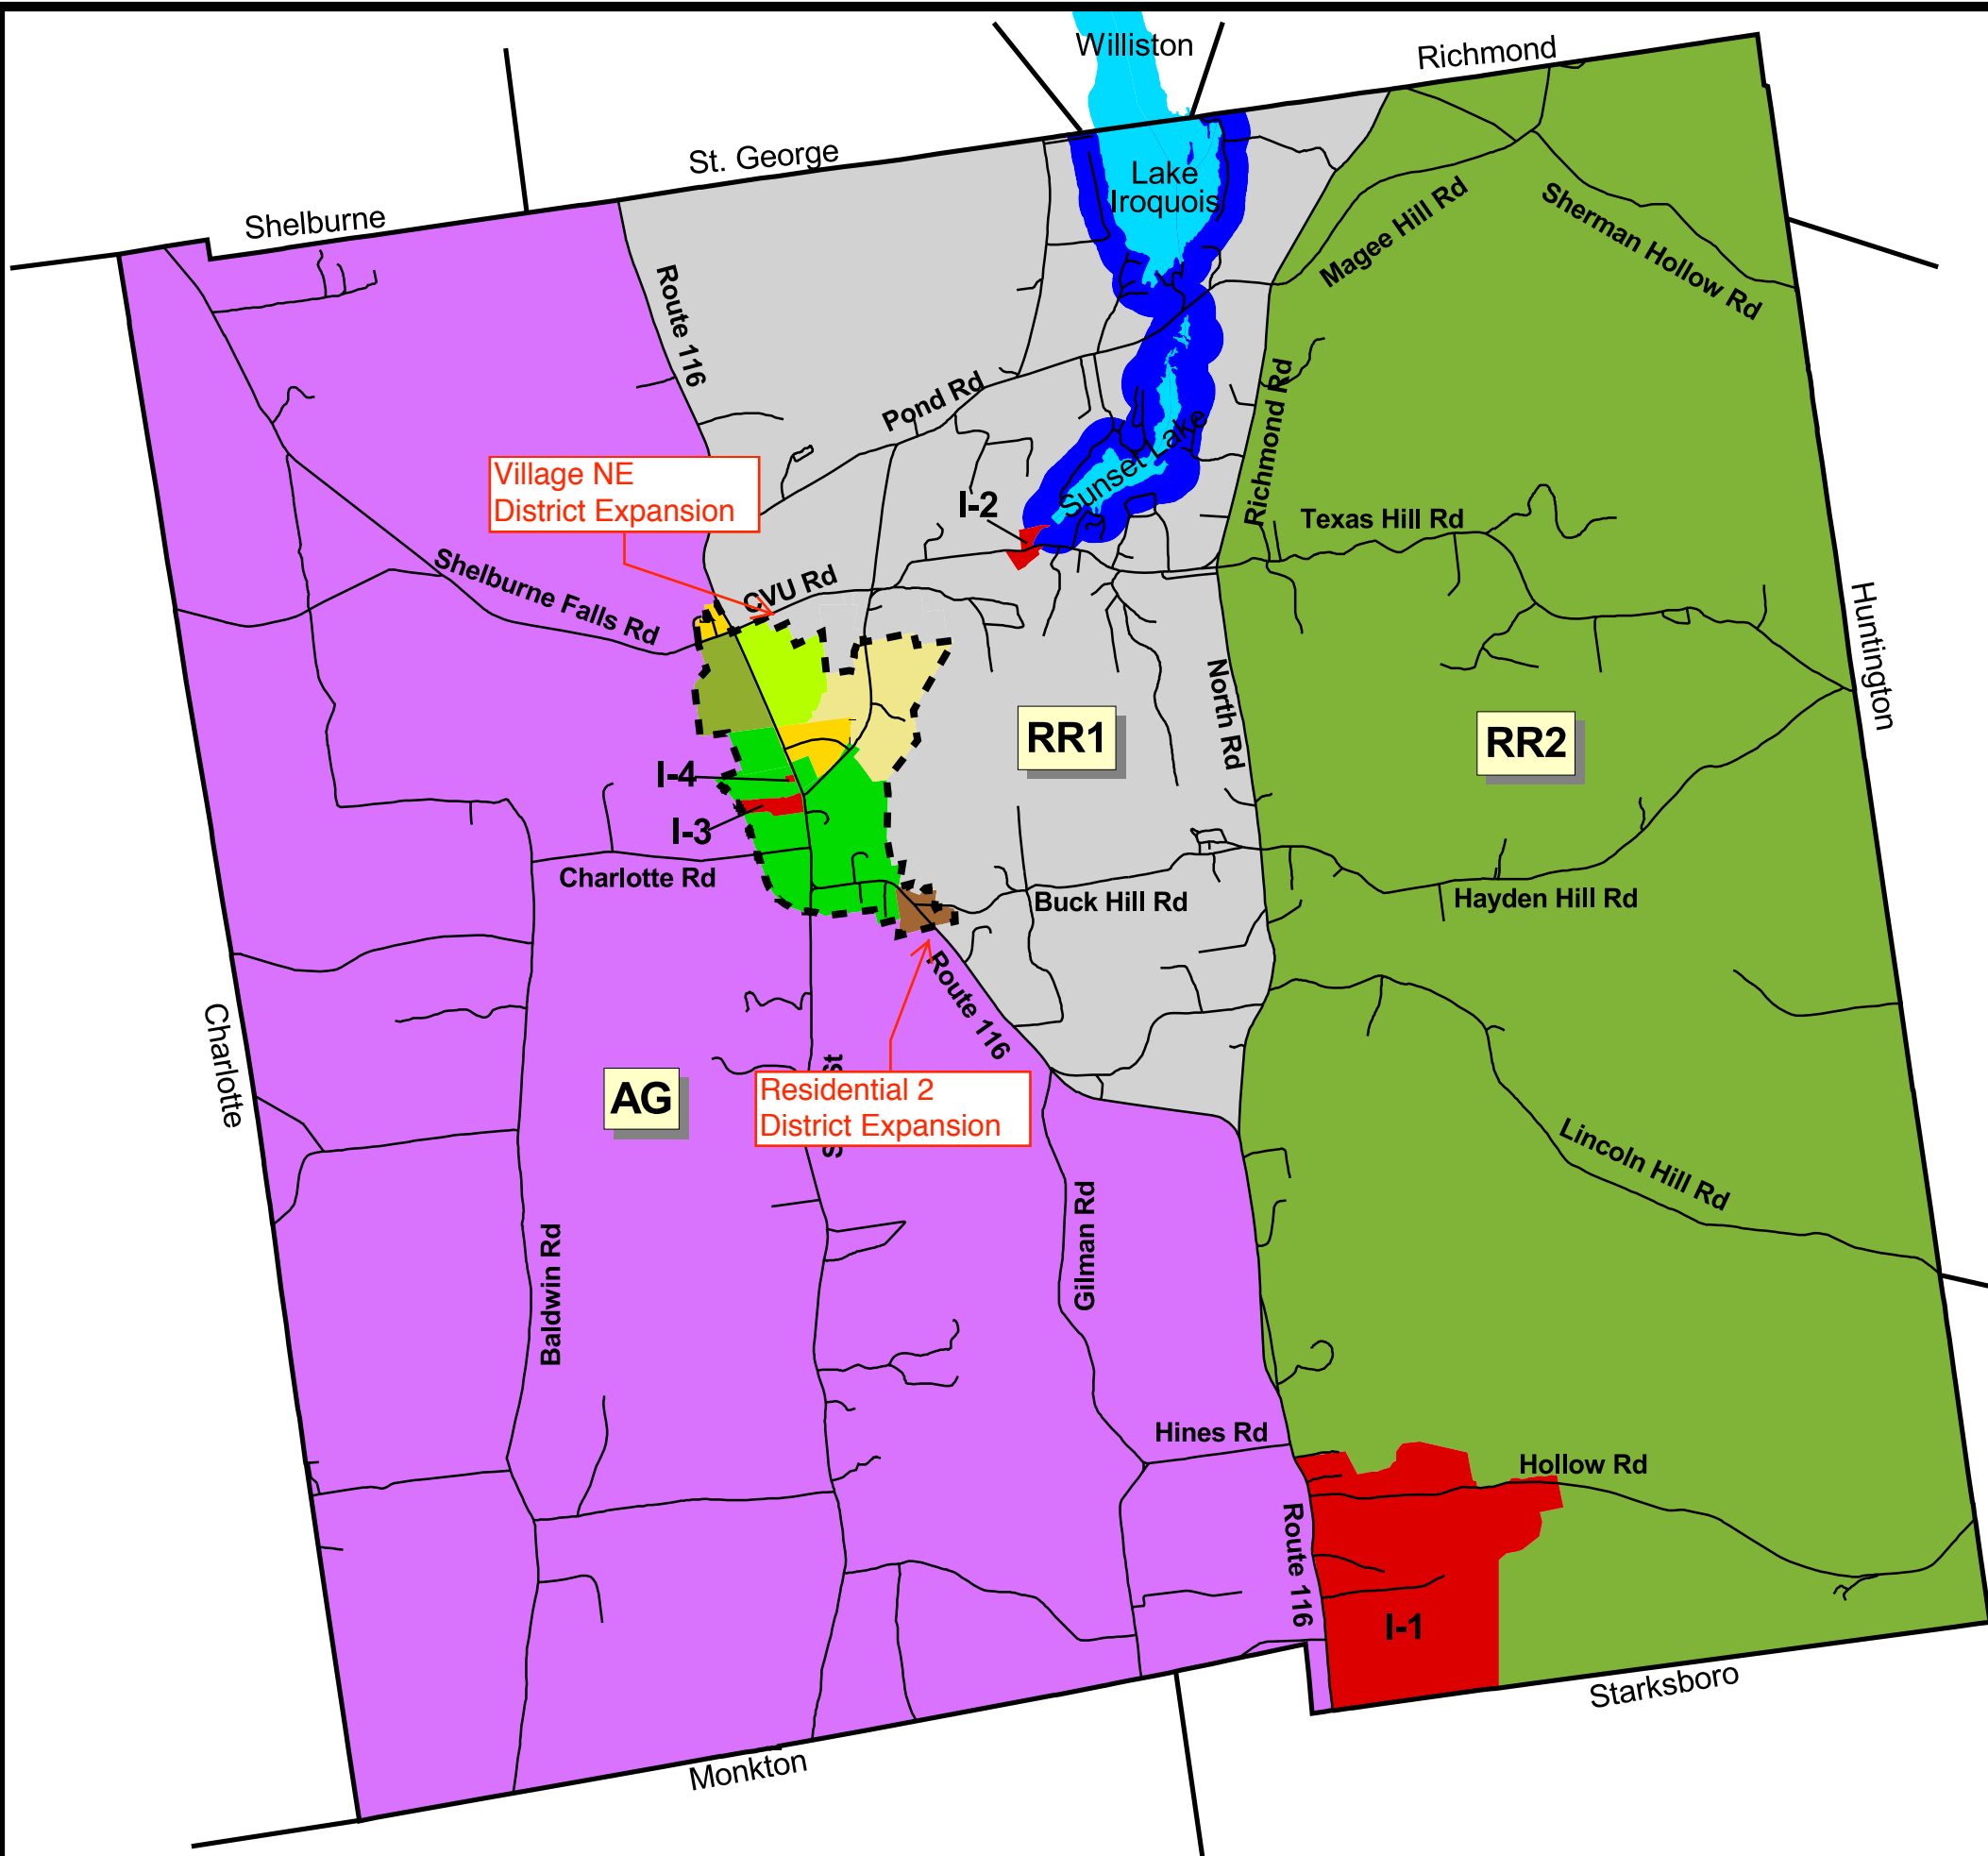 Williston
Richmond
St. George
Shelburne
Lake
Iroquois
Magee Hill Rd
Sherman Hollow Rd
Route 116
Pond Rd
Richmond Rd
Sunset Lake
Village NE
District Expansion
I-2
Texas Hill Rd
Shelburne Falls Rd
CVU Rd
Huntington
North Rd
RR1
RR2
I-4
I-3
Charlotte Rd
Buck Hill Rd
Hayden Hill Rd
Route 116
Charlotte
AG
St
Residential 2
District Expansion
Lincoln Hill Rd
Gilman Rd
Baldwin Rd
Hines Rd
Hollow Rd
Route 116
I-1
Starksboro
Monkton